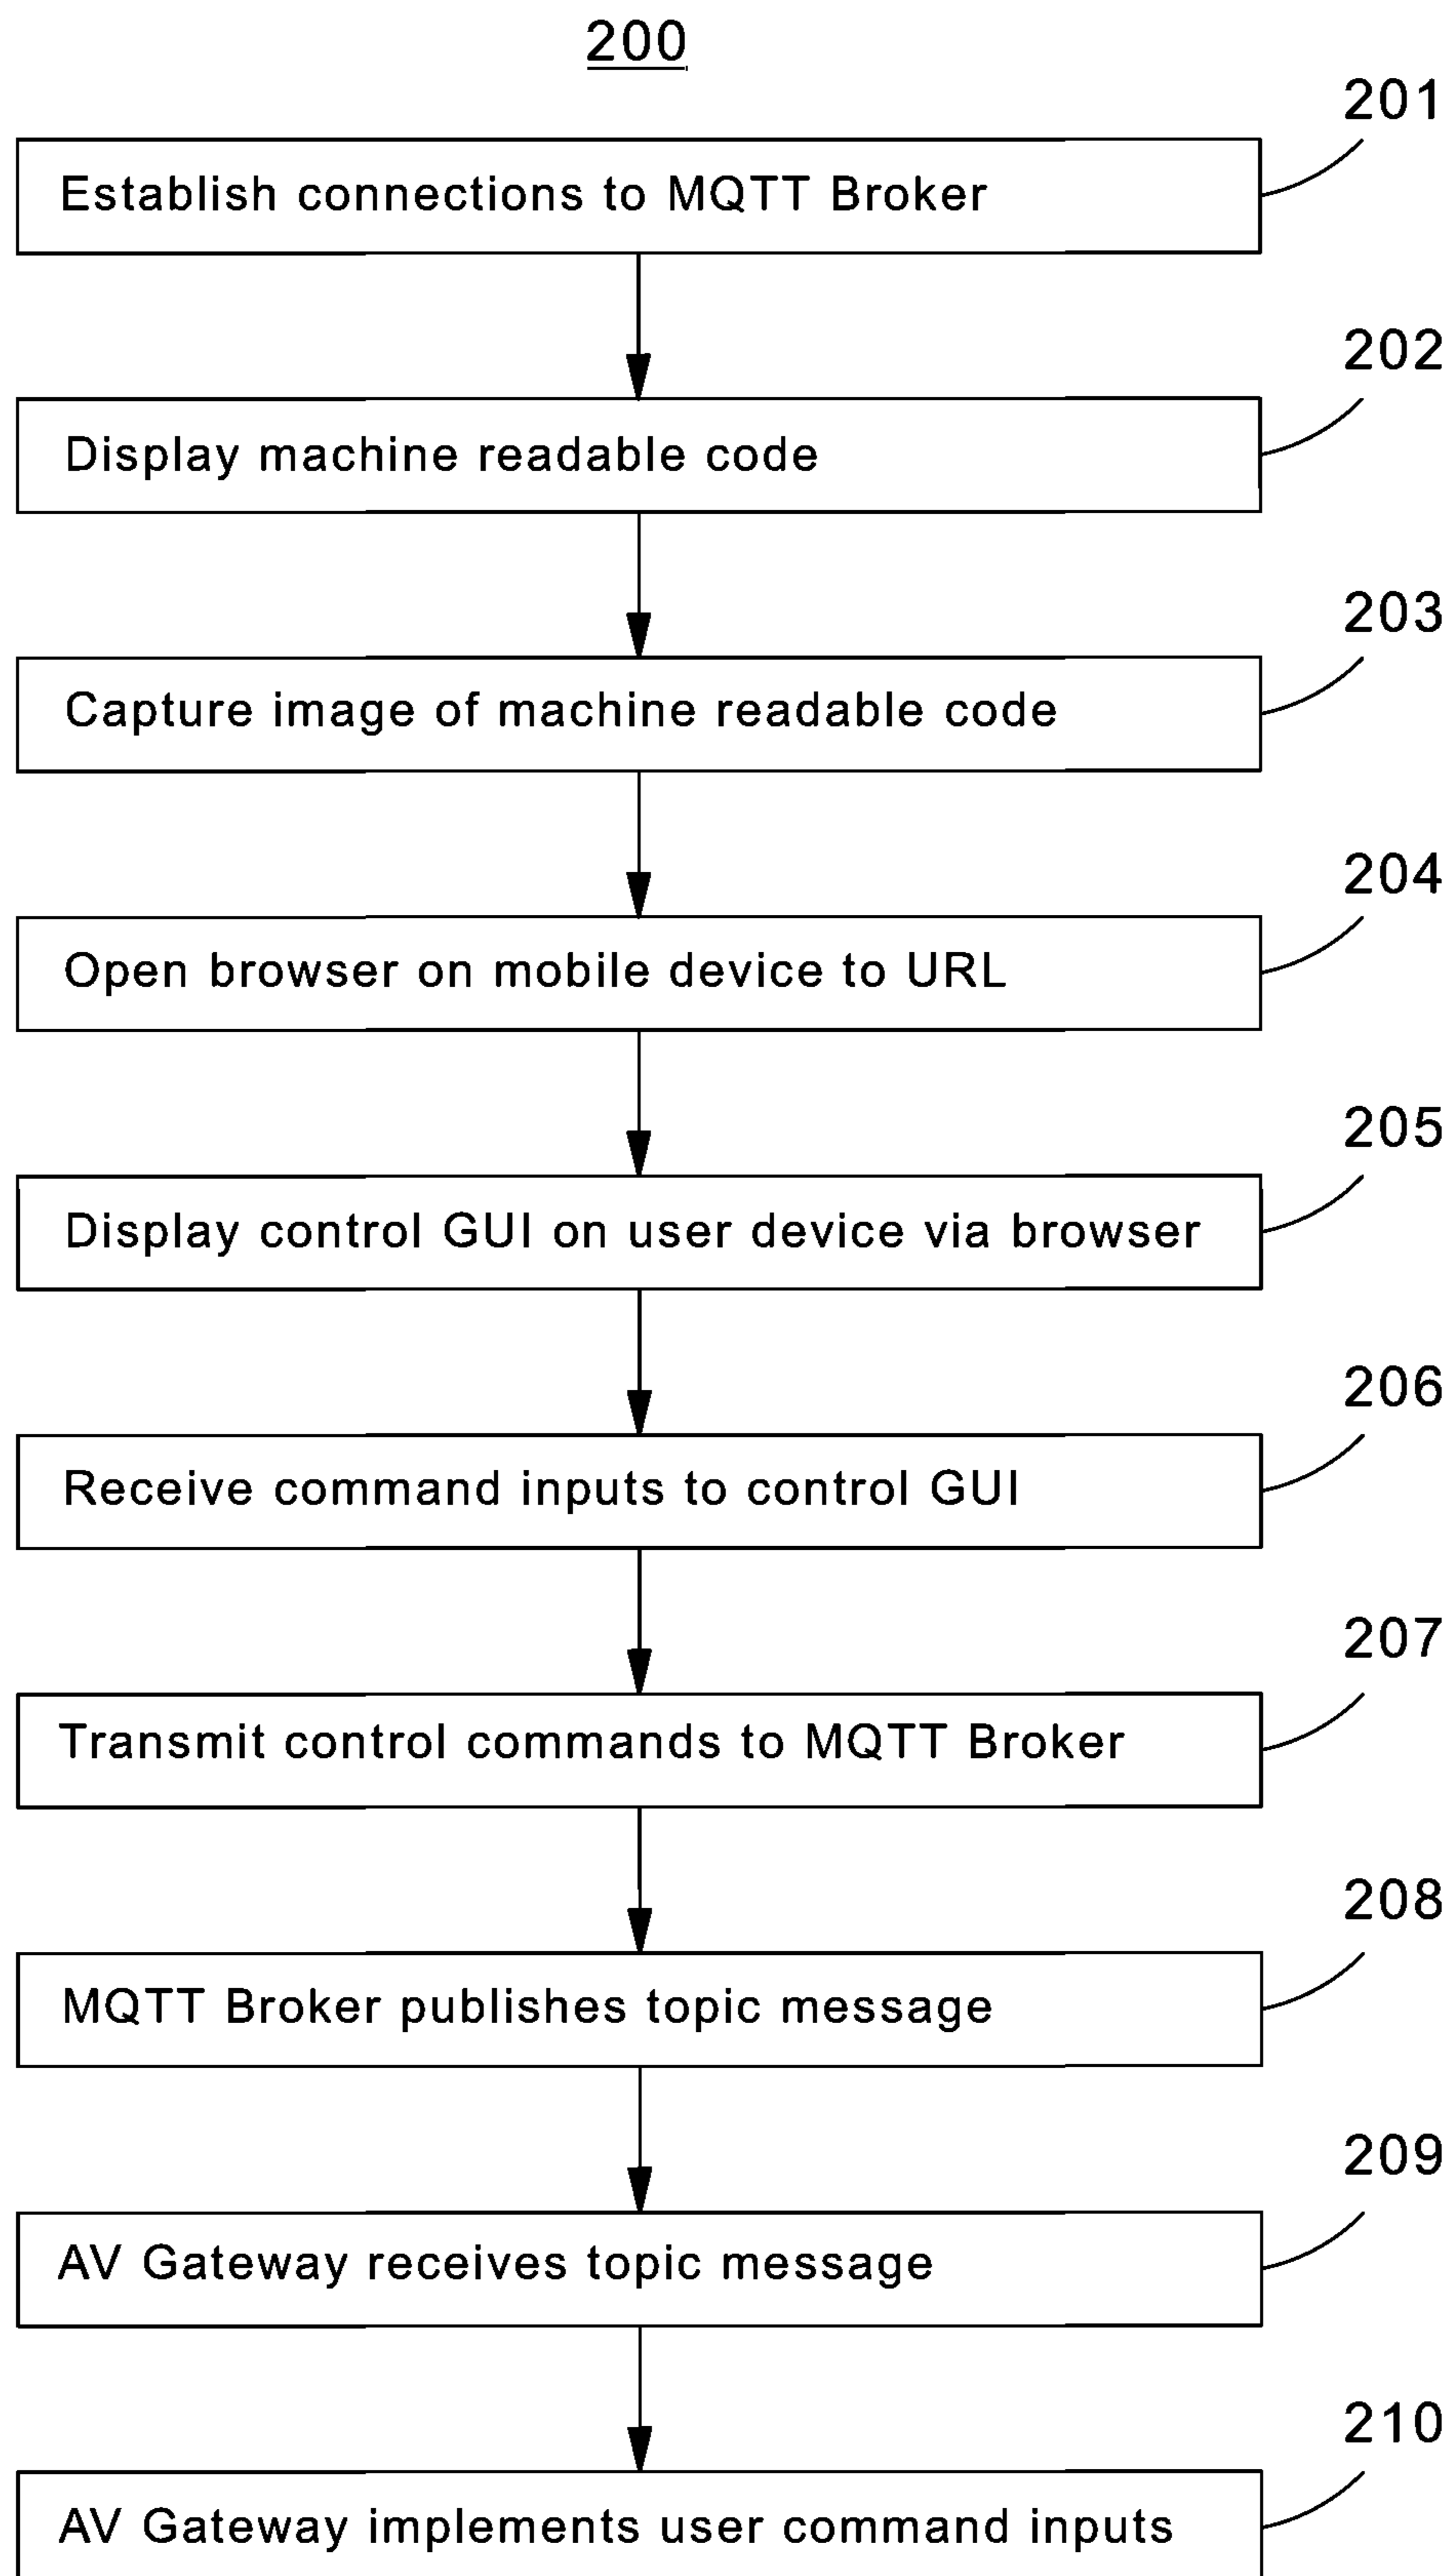 200
201
Establish connections to MQTT Broker
202
Display machine readable code
203
Capture image of machine readable code
204
Open browser on mobile device to URL
205
Display control GUI on user device via browser
206
Receive command inputs to control GUI
207
Transmit control commands to MQTT Broker
208
MQTT Broker publishes topic message
209
AV Gateway receives topic message
210
AV Gateway implements user command inputs